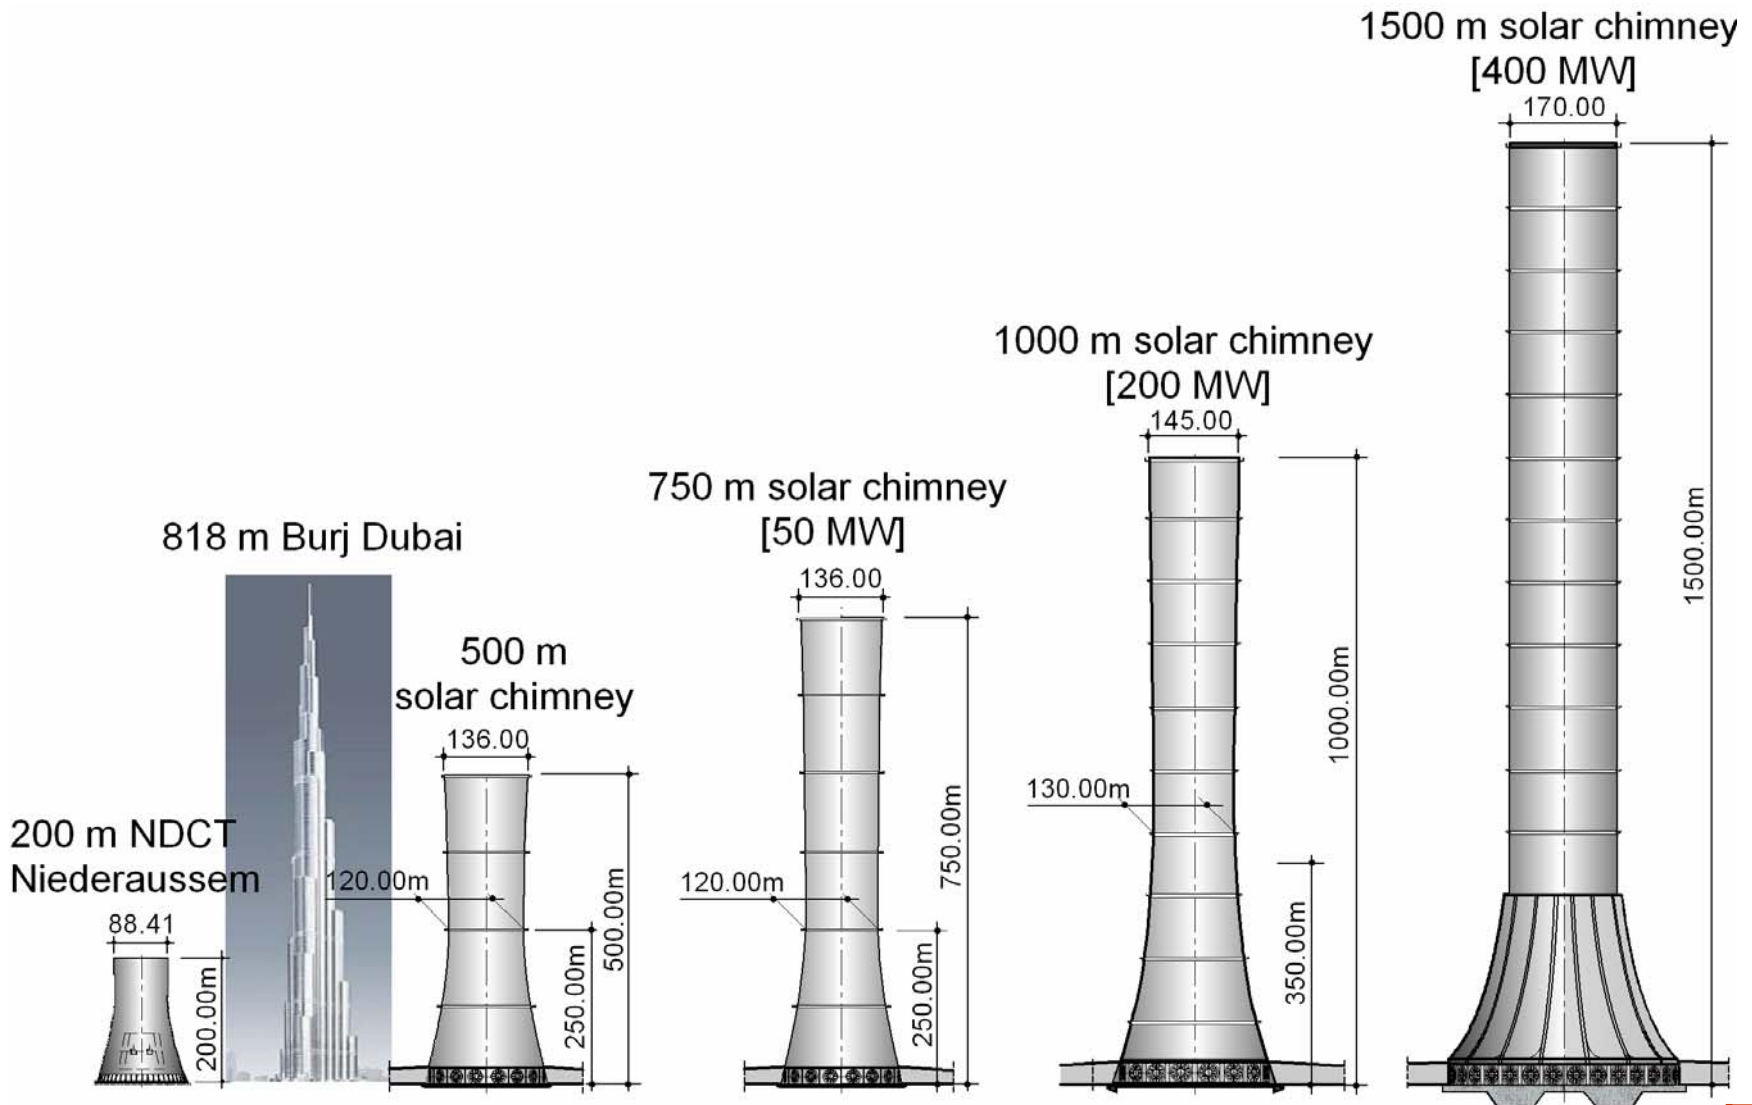 1500 m solar chimney
[400 MW]
170.00
1500.00m
1000 m solar chimney
[200 MW]
145.00
130.00m
1000.00m
350.00m
750 m solar chimney
[50 MW]
136.00
120.00m
750.00m
250.00m
818 m Burj Dubai
500 m
solar chimney
136.00
120.00m
500.00m
250.00m
200 m NDCT
Niederaussem
88.41
200.00m